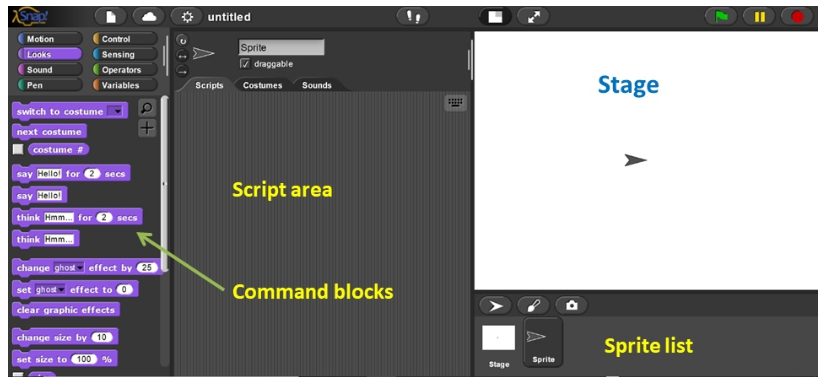 Snap! untitled
Motion Control
Looks Sensing
Sound Operators
Pen Variables
Sprite
draggable
Scripts Costumes Sounds
switch to costume
next costume
costume #
say Hello! for 2 secs
say Hello!
think Hmm... for 2 secs
think Hmm...
change ghost effect by 25
set ghost effect to 0
clear graphic effects
change size by 10
set size to 100 %
Script area
Command blocks
Stage
Stage
Sprite
Sprite list